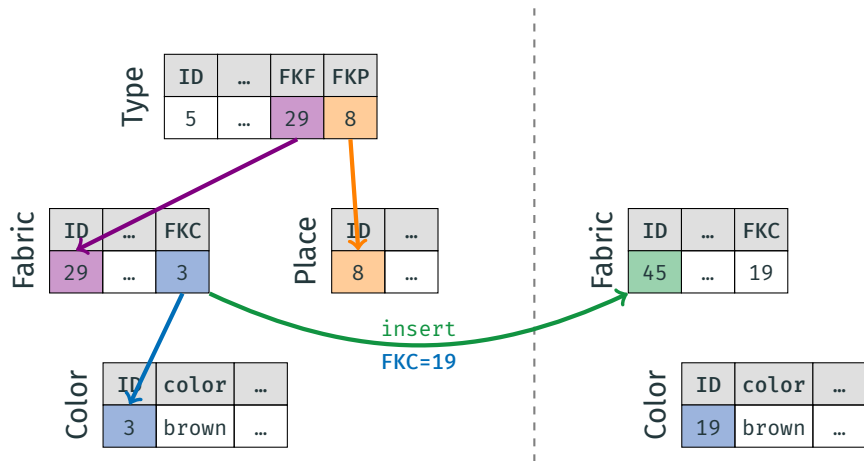 Type
ID … FKF FKP
5 … 29 8
Fabric
ID … FKC
29 … 3
Place
ID …
8 …
Fabric
ID … FKC
45 … 19
insert
FKC=19
Color
ID color …
3 brown …
Color
ID color …
19 brown …